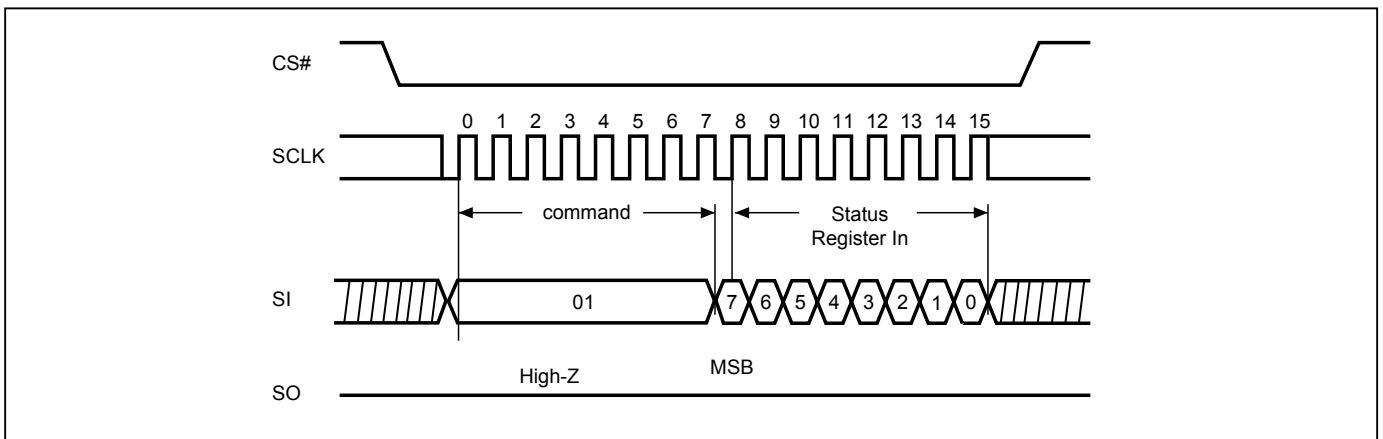 CS#
0 1 2 3 4 5 6 7 8 9 10 11 12 13 14 15
SCLK
command
Status
Register In
SI
01
7 6 5 4 3 2 1 0
MSB
High-Z
SO